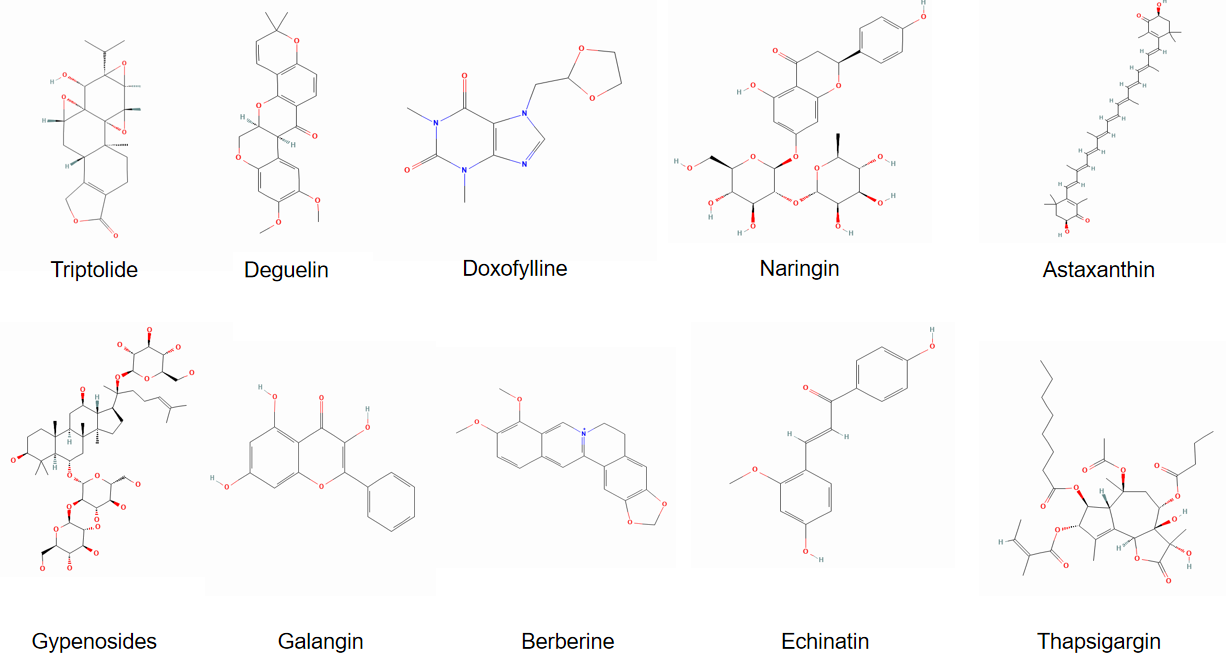 Triptolide
Deguelin
Doxofylline
Naringin
Astaxanthin
Gypenosides
Galangin
Berberine
Echinatin
Thapsigargin